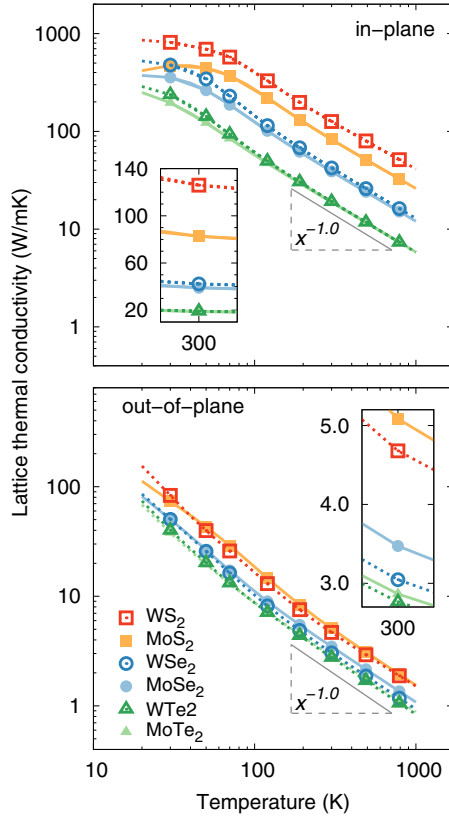 in−plane
1000
100
10
1
140
100
60
20
300
x−1.0
Lattice thermal conductivity (W/mK)
out−of−plane
100
10
1
5.0
4.0
3.0
300
WS2
MoS2
WSe2
MoSe2
WTe2
MoTe2
x−1.0
10
100
1000
Temperature (K)